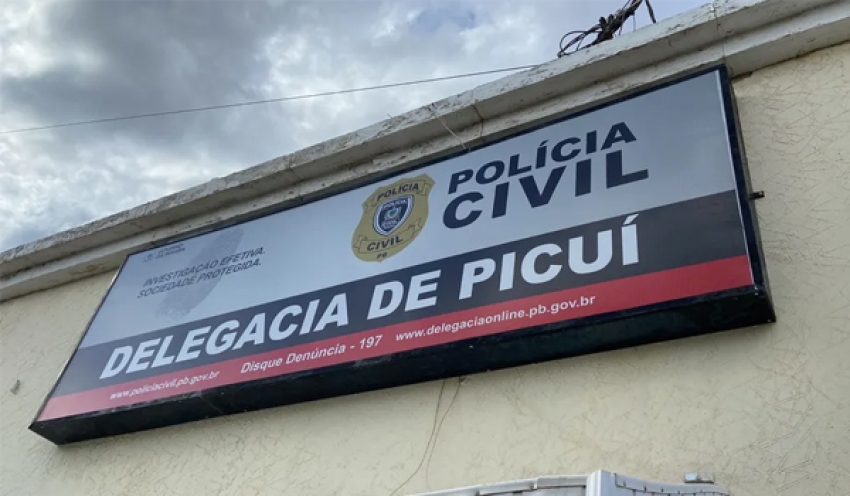 INVESTIGAÇÃO EFETIVA.
SOCIEDADE PROTEGIDA.
POLÍCIA
CIVIL
PB
POLÍCIA
CIVIL
DELEGACIA DE PICUÍ
www.policiacivil.pb.gov.br
Disque Denúncia - 197
www.delegaciaonline.pb.gov.br